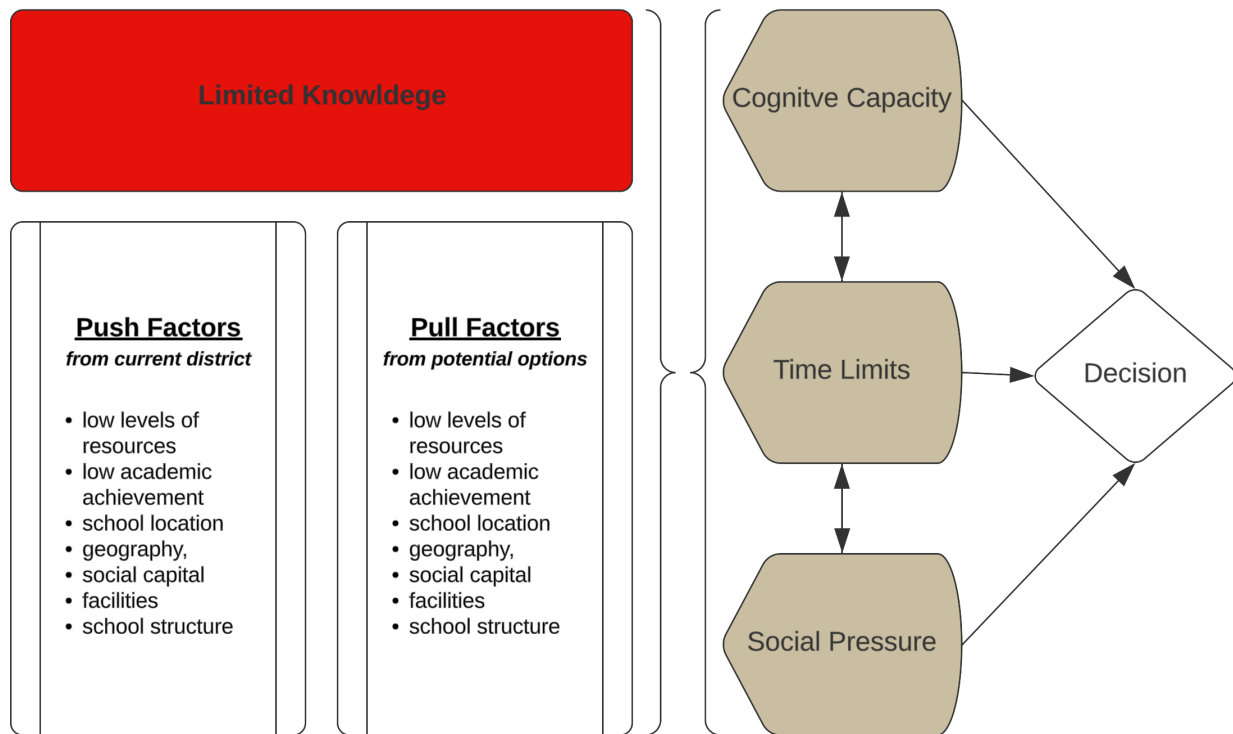 Limited Knowldege
Push Factors
from current district
• low levels of
resources
• low academic
achievement
• school location
• geography,
• social capital
• facilities
• school structure
Pull Factors
from potential options
• low levels of
resources
• low academic
achievement
• school location
• geography,
• social capital
• facilities
• school structure
Cognitve Capacity
Time Limits
Social Pressure
Decision